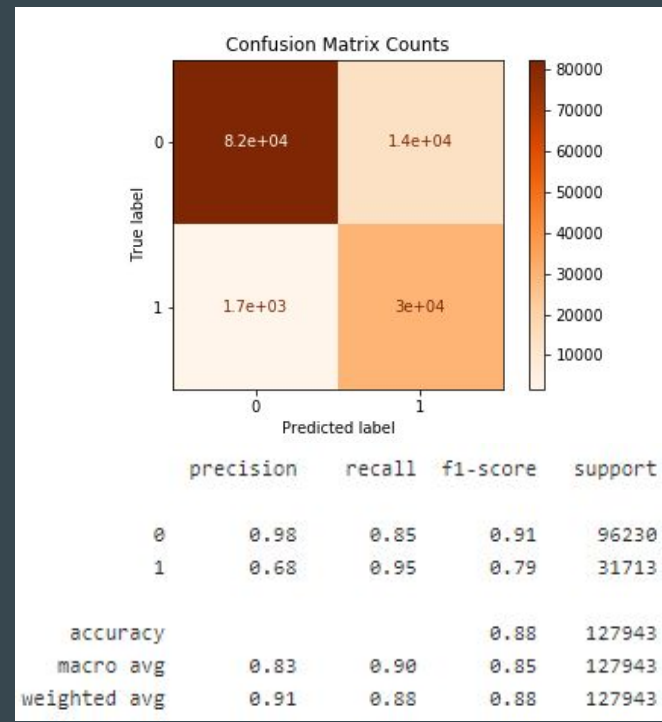 Confusion Matrix Counts
80000
0 8.2e+04 1.4e+04
70000
60000
50000
True label
40000
30000
1 1.7e+03 3e+04
20000
10000
0 1
Predicted label
precision recall f1-score support
0 0.98 0.85 0.91 96230
1 0.68 0.95 0.79 31713
accuracy 0.88 127943
macro avg 0.83 0.90 0.85 127943
weighted avg 0.91 0.88 0.88 127943